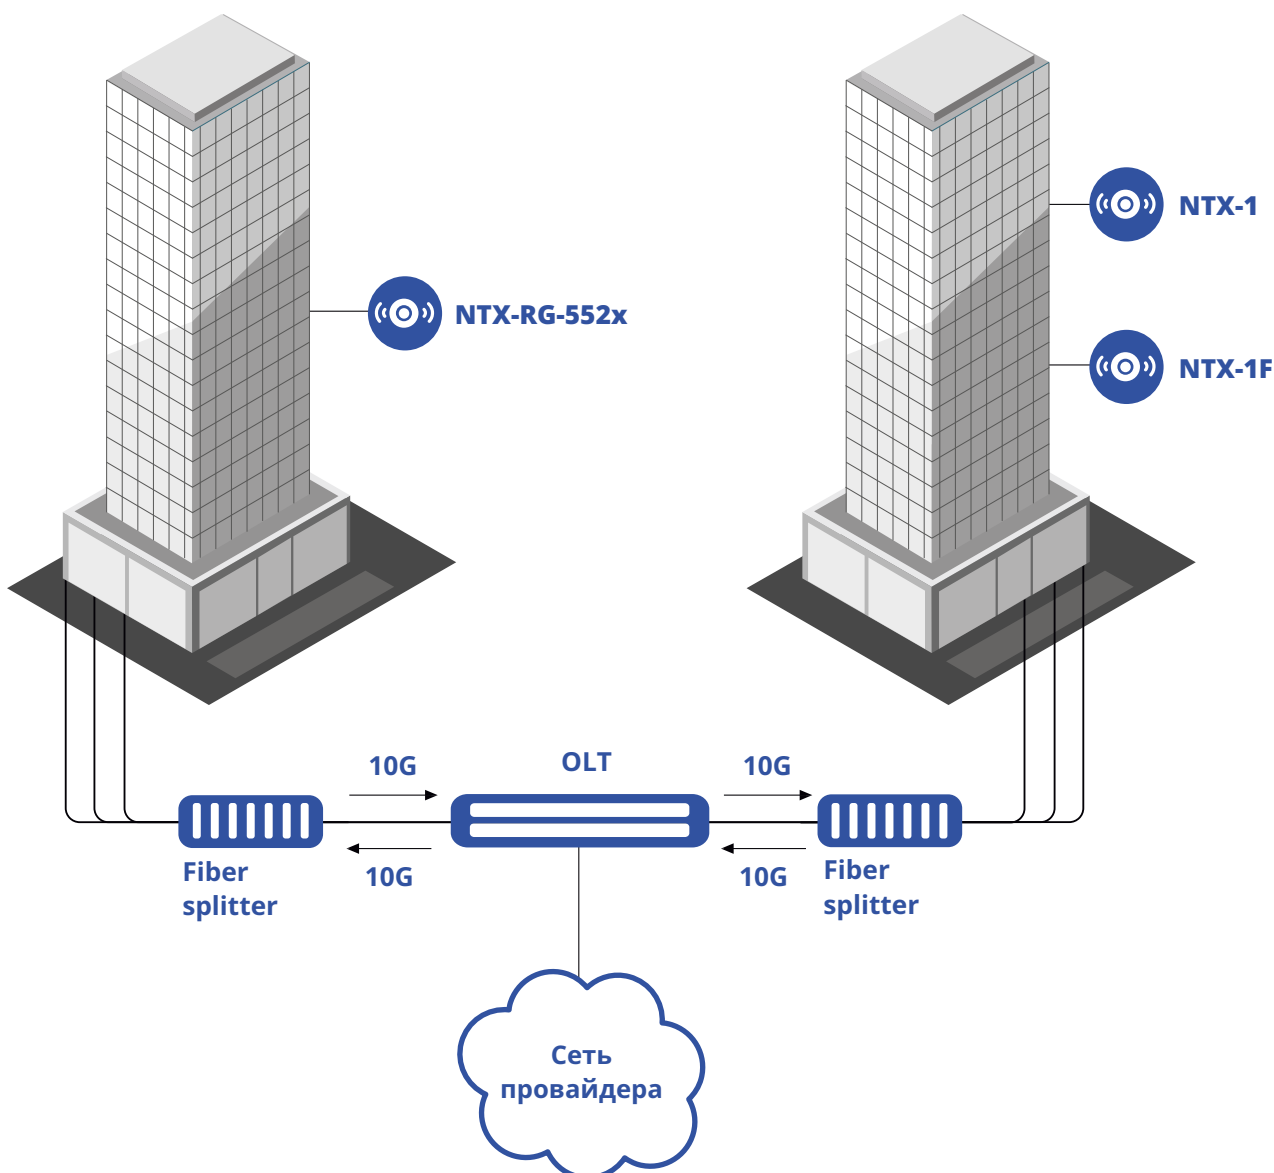 NTX-1
NTX-RG-552x
NTX-1F
10G
OLT
10G
Fiber
splitter
10G
10G
Fiber
splitter
Сеть
провайдера